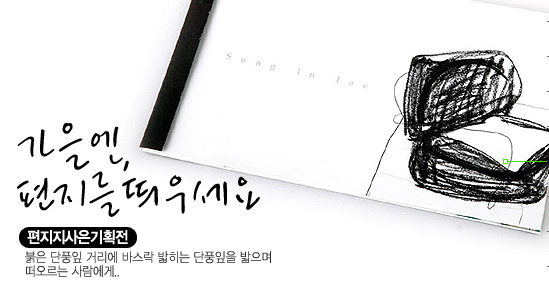 Sung in Jae
가을엔,
편지를 띄우세요
편지지사은기획전
붉은 단풍잎 거리에 바스락 밟히는 단풍잎을 밟으며
떠오르는 사람에게..